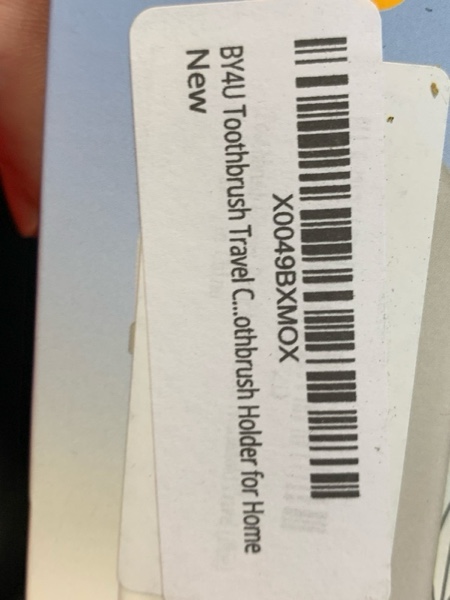 X0049BXMOX
BY4U Toothbrush Travel C...othbrush Holder for Home
New